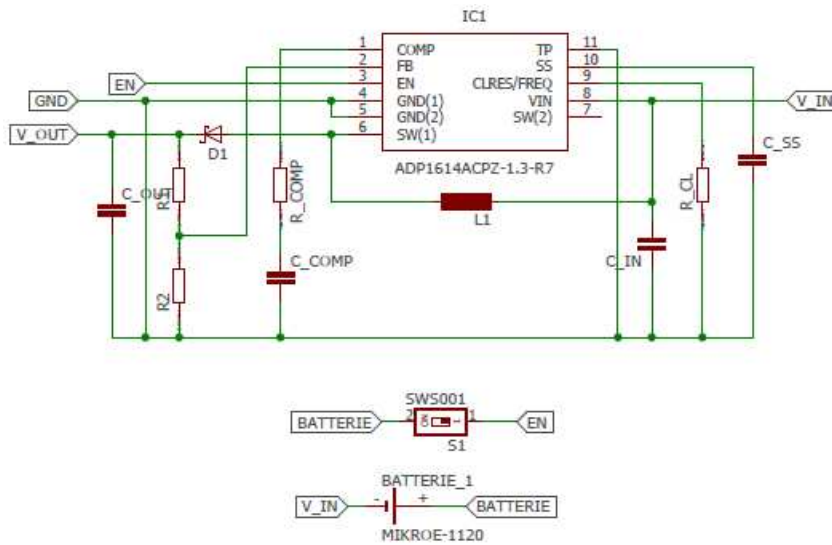 IC1
1 COMP TP 11
2 FB SS 10
EN 3 EN CLRES/FREQ 9
GND 4 GND(1) VIN 8 V_IN
5 GND(2) SW(2) 7
V_OUT 6 SW(1)
D1
ADP1614ACPZ-1.3-R7
C_SS
C_OUT
R1
R_COMP
R_CL
L1
C_COMP
C_IN
R2
SWS001
BATTERIE 2 ON 1 EN
S1
BATTERIE_1
V_IN - + BATTERIE
MIKROE-1120